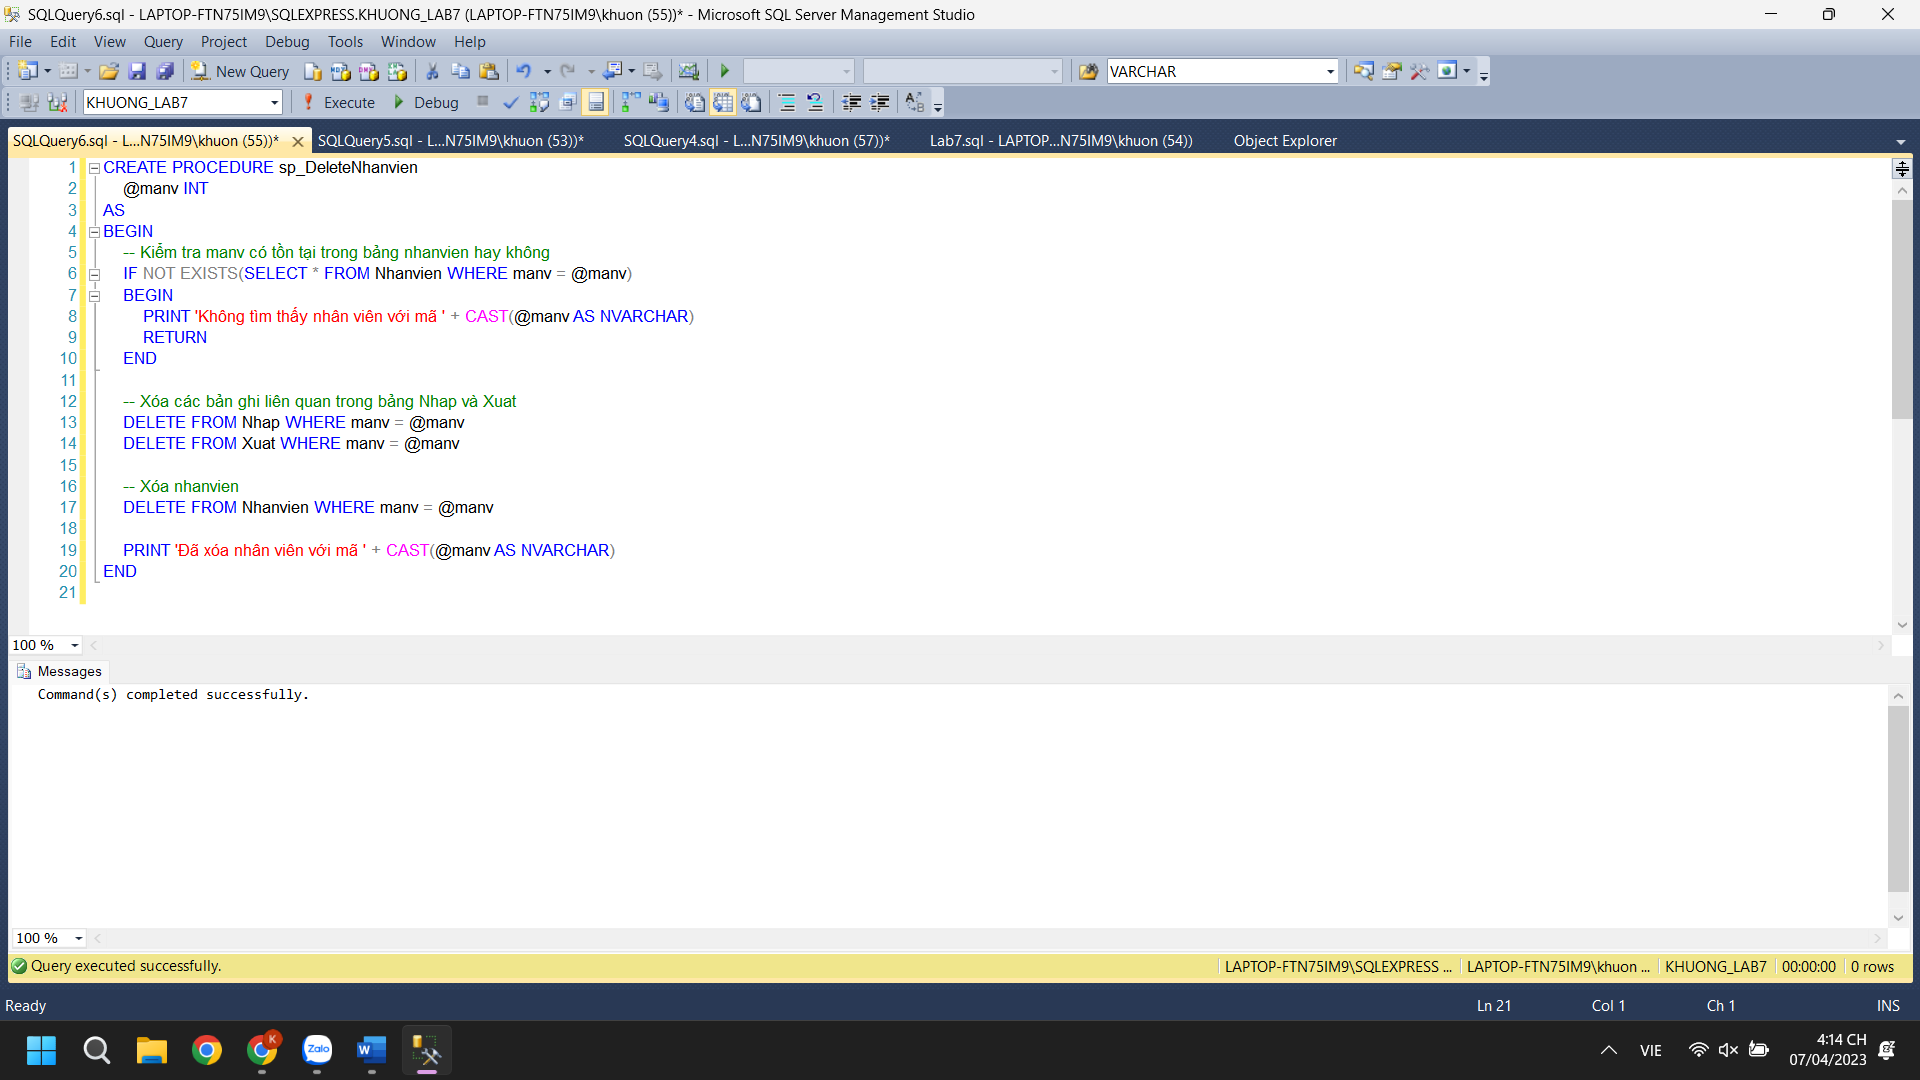 SQLQuery6.sql - LAPTOP-FTN75IM9\SQLEXPRESS.KHUONG_LAB7 (LAPTOP-FTN75IM9\khuon (55))* - Microsoft SQL Server Management Studio
File Edit View Query Project Debug Tools Window Help
New Query VARCHAR
KHUONG_LAB7 Execute Debug
SQLQuery6.sql - L...N75IM9\khuon (55))* SQLQuery5.sql - L...N75IM9\khuon (53))* SQLQuery4.sql - L...N75IM9\khuon (57))* Lab7.sql - LAPTOP...N75IM9\khuon (54)) Object Explorer
1 CREATE PROCEDURE sp_DeleteNhanvien
2 @manv INT
3 AS
4 BEGIN
5 -- Kiểm tra manv có tồn tại trong bảng nhanvien hay không
6 IF NOT EXISTS(SELECT * FROM Nhanvien WHERE manv = @manv)
7 BEGIN
8 PRINT 'Không tìm thấy nhân viên với mã ' + CAST(@manv AS NVARCHAR)
9 RETURN
10 END
11
12 -- Xóa các bản ghi liên quan trong bảng Nhap và Xuat
13 DELETE FROM Nhap WHERE manv = @manv
14 DELETE FROM Xuat WHERE manv = @manv
15
16 -- Xóa nhanvien
17 DELETE FROM Nhanvien WHERE manv = @manv
18
19 PRINT 'Đã xóa nhân viên với mã ' + CAST(@manv AS NVARCHAR)
20 END
21
100 %
Messages
Command(s) completed successfully.
100 %
Query executed successfully. LAPTOP-FTN75IM9\SQLEXPRESS ... LAPTOP-FTN75IM9\khuon ... KHUONG_LAB7 00:00:00 0 rows
Ready Ln 21 Col 1 Ch 1 INS
K Zalo W VIE 4:14 CH
07/04/2023